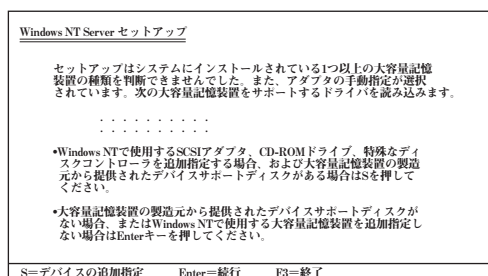 Windows NT Server セットアップ
セットアップはシステムにインストールされている1つ以上の大容量記憶
装置の種類を判断できませんでした。また、アダプタの手動指定が選択
されています。次の大容量記憶装置をサポートするドライバを読み込みます。
. . . . . . . . . .
. . . . . . . . . .
•Windows NTで使用するSCSIアダプタ、CD-ROMドライブ、特殊なディ
スクコントローラを追加指定する場合、および大容量記憶装置の製造
元から提供されたデバイスサポートディスクがある場合はSを押して
ください。
•大容量記憶装置の製造元から提供されたデバイスサポートディスクが
ない場合、またはWindows NTで使用する大容量記憶装置を追加指定し
ない場合はEnterキーを押してください。
S=デバイスの追加指定 Enter=続行 F3=終了